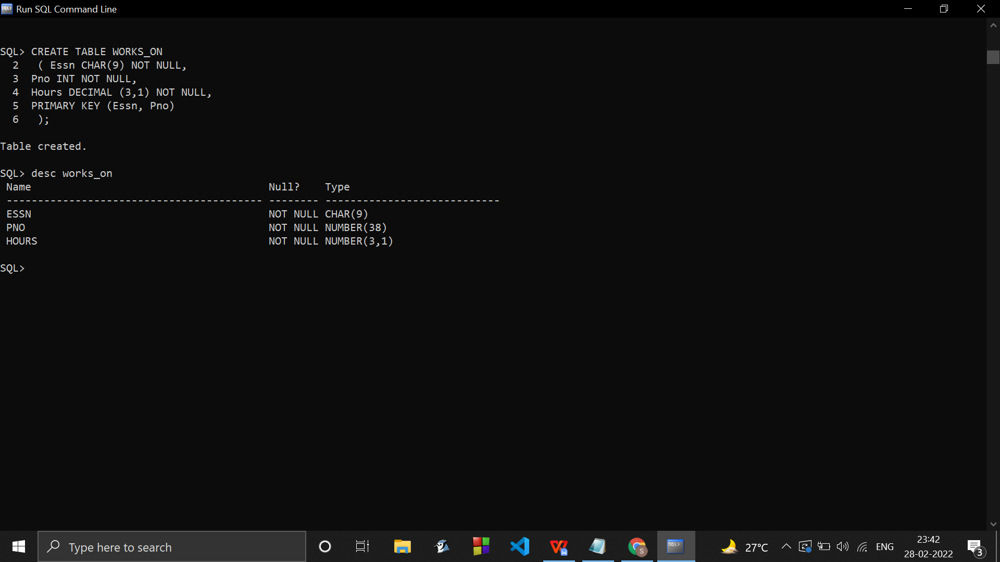 Run SQL Command Line
SQL> CREATE TABLE WORKS_ON
  2   ( Essn CHAR(9) NOT NULL,
  3  Pno INT NOT NULL,
  4  Hours DECIMAL (3,1) NOT NULL,
  5  PRIMARY KEY (Essn, Pno)
  6   );
Table created.
SQL> desc works_on
 Name                                      Null?    Type
 ----------------------------------------- -------- ----------------------------
 ESSN                                      NOT NULL CHAR(9)
 PNO                                       NOT NULL NUMBER(38)
 HOURS                                     NOT NULL NUMBER(3,1)
SQL>
Type here to search
27°C
ENG
23:42
28-02-2022
3